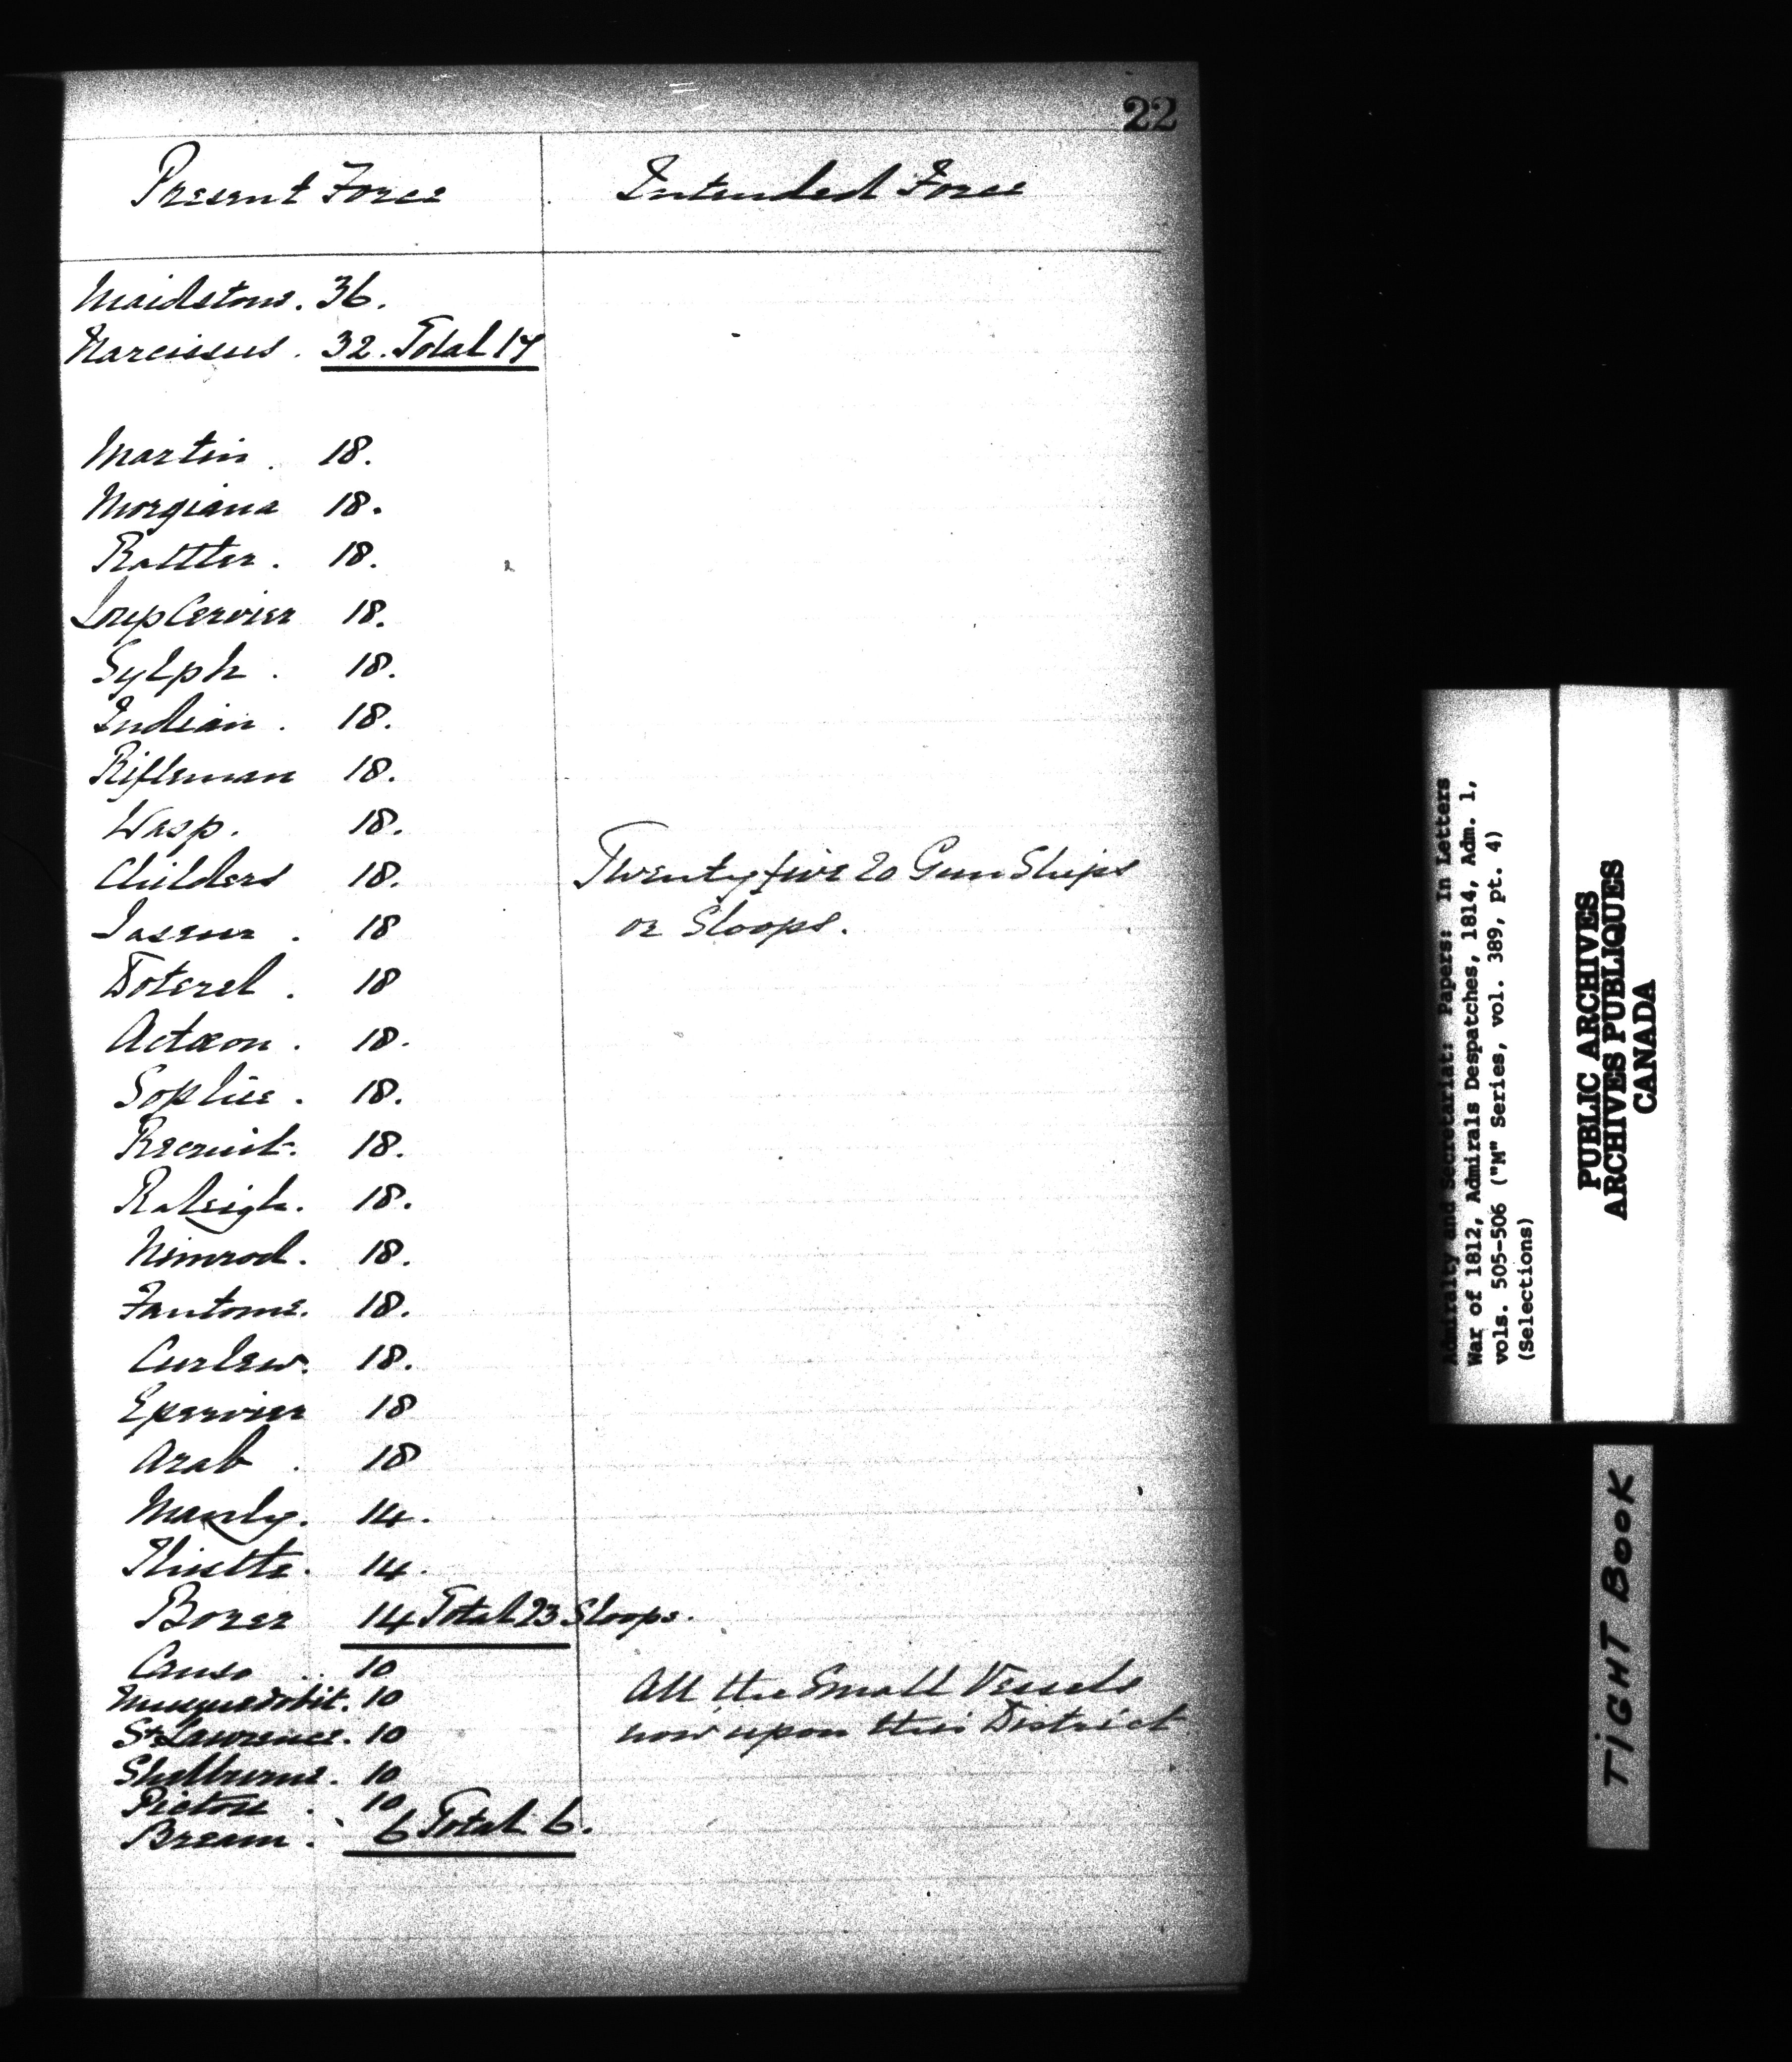 22
Present Force Intended Force
Maidstone. 36.
Narcissus. 32. Total 17
Martin. 18.
Morgiana 18.
Rattler. 18.
Loup Cervier 18.
Sylph. 18.
Indian. 18.
Rifleman 18.
Wasp. 18.
Childers 18. Twenty five 20 Gun Ships
Jaseur. 18 or Sloops.
Doterel. 18
Actæon. 18.
Sophie. 18.
Recruit. 18.
Raleigh. 18.
Nimrod. 18.
Fantome. 18.
Curlew. 18.
Epervier 18
Arab. 18
Manly. 14.
Thistle. 14.
Boxer 14 Total 23 Sloops.
Canso .. 10
Musquedobit. 10 All the Small Vessels
St Lawrence. 10 now upon this District
Shelburne. 10
Pictou. 10
Bream. 6 Total 6.
Admiralty and Secretariat: Papers: In Letters
War of 1812, Admirals Despatches, 1814, Adm. 1,
vols. 505-506 ("M" Series, vol. 389, pt. 4)
(Selections)
PUBLIC ARCHIVES
ARCHIVES PUBLIQUES
CANADA
TIGHT BOOK